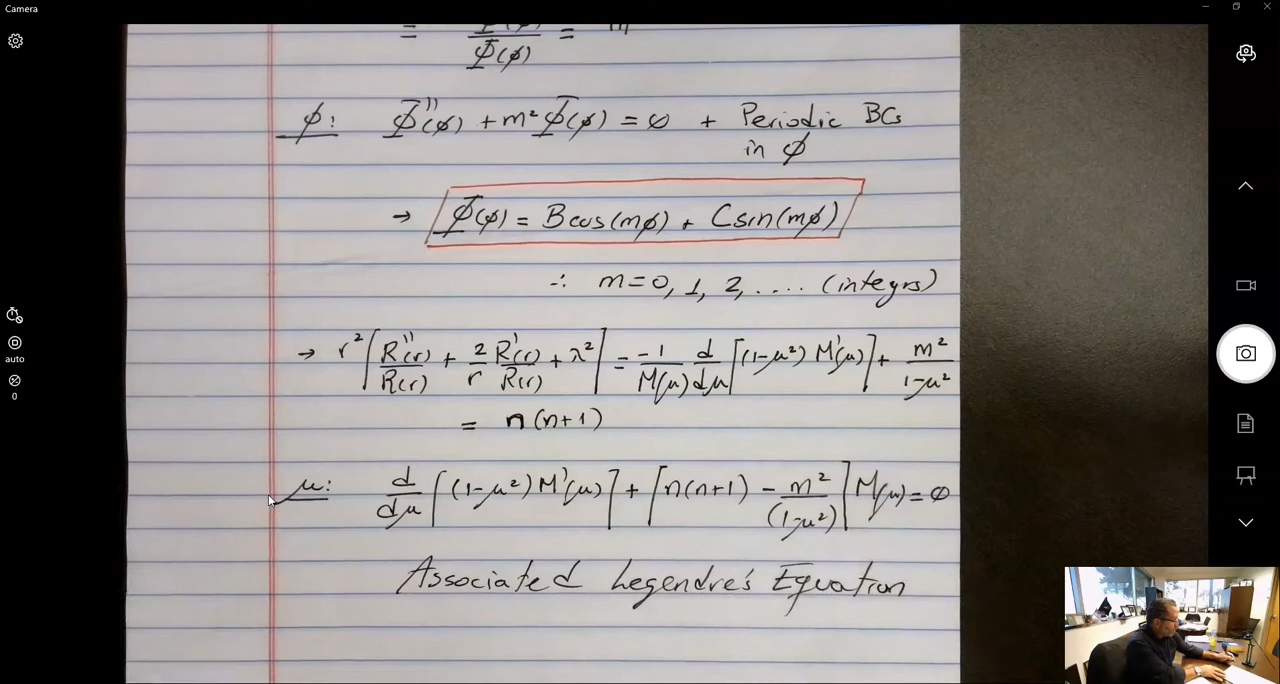 Camera
= Φ(φ) = m
φ: Φ''(φ) + m²Φ(φ) = 0 + Periodic BCs
in φ
→ Φ(φ) = Bcos(mφ) + Csin(mφ)
∴ m = 0, 1, 2, .... (integrs)
→ r² [R''(r)/R(r) + 2/r R'(r)/R(r) + λ²] = -1/M(μ) d/dμ [(1-μ²) M'(μ)] + m²/1-μ²
= n(n+1)
μ: d/dμ [(1-μ²) M'(μ)] + [n(n+1) - m²/(1-μ²)] M(μ) = 0
Associated Legendre's Equation
auto
0